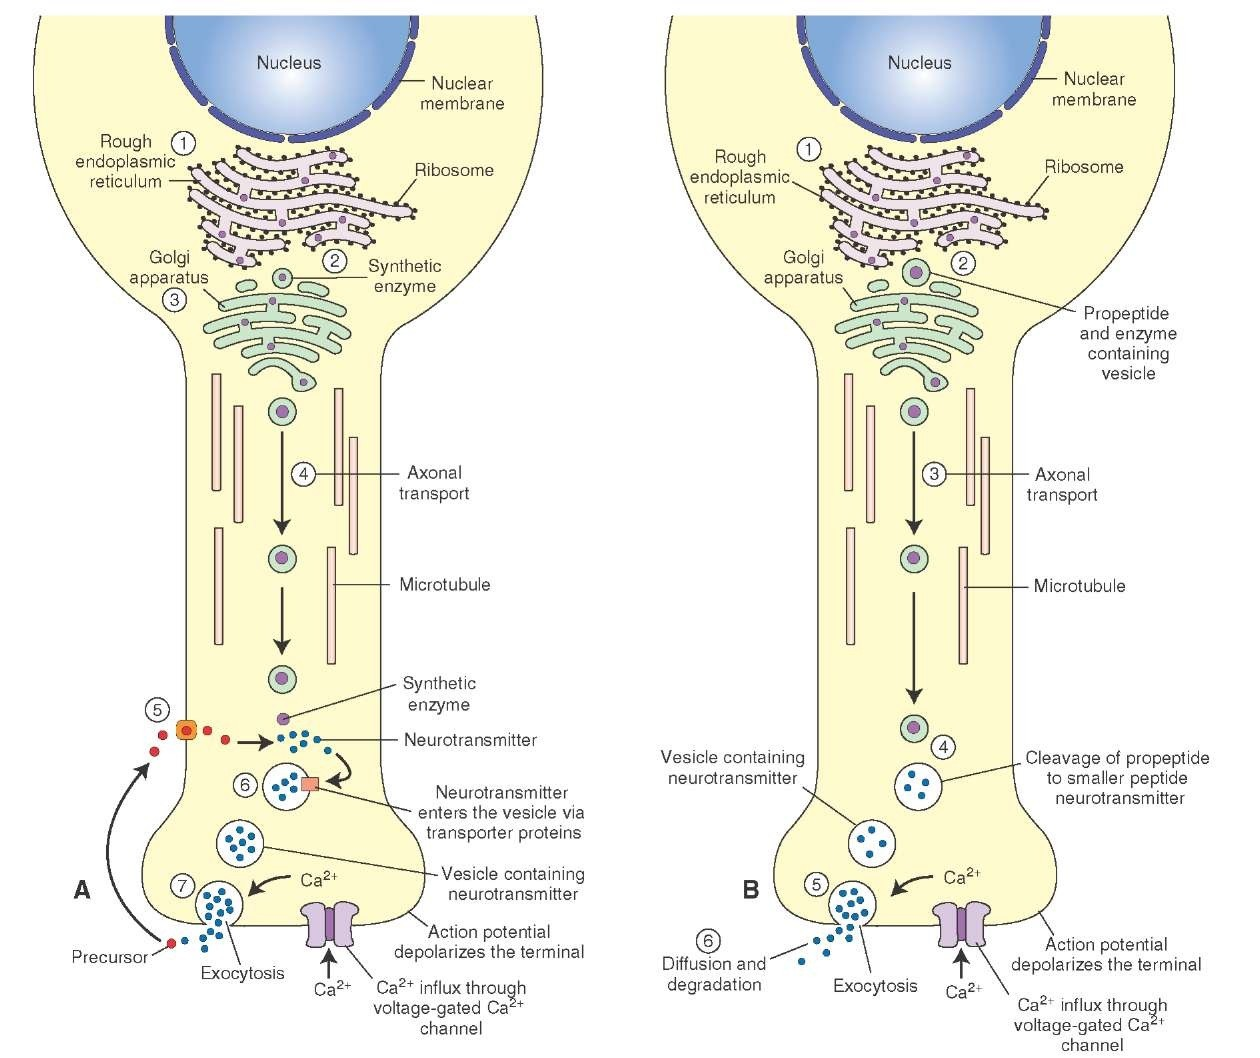 Nucleus
Nuclear
membrane
1
Rough
endoplasmic
reticulum
Ribosome
2
Golgi
apparatus
3
Synthetic
enzyme
4
Axonal
transport
Microtubule
Synthetic
enzyme
5
Neurotransmitter
6
Neurotransmitter
enters the vesicle via
transporter proteins
Vesicle containing
neurotransmitter
A
7
Ca2+
Action potential
depolarizes the terminal
Precursor
Exocytosis
Ca2+
Ca2+ influx through
voltage-gated Ca2+
channel
Nucleus
Nuclear
membrane
1
Rough
endoplasmic
reticulum
Ribosome
2
Golgi
apparatus
Propeptide
and enzyme
containing
vesicle
3
Axonal
transport
Microtubule
4
Vesicle containing
neurotransmitter
Cleavage of propeptide
to smaller peptide
neurotransmitter
B
5
Ca2+
6
Diffusion and
degradation
Action potential
depolarizes the terminal
Exocytosis
Ca2+
Ca2+ influx through
voltage-gated Ca2+
channel